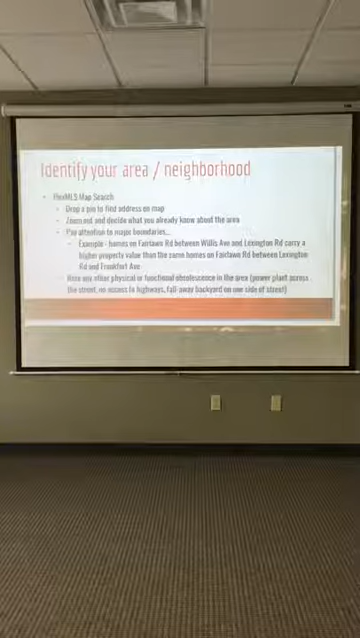 Identify your area / neighborhood
FlexMLS Map Search
Drop a pin to find address on map
Zoom out and decide what you already know about the area
Pay attention to major boundaries...
Example - homes on Fairlawn Rd between Willis Ave and Lexington Rd carry a
higher property value than the same homes on Fairlawn Rd between Lexington
Rd and Frankfort Ave
any other physical or functional obsolescence in the area (power plant across
the street, no access to highways, fall-away backyard on one side of street)